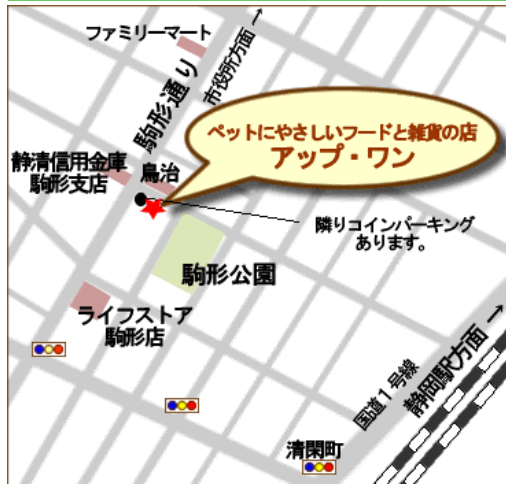 ファミリーマート
市役所方面→
駒形通り
ペットにやさしいフードと雑貨の店
アップ・ワン
静清信用金庫
駒形支店
鳥治
隣りコインパーキング
あります。
駒形公園
ライフストア
駒形店
国道1号線
静岡駅方面→
清閑町